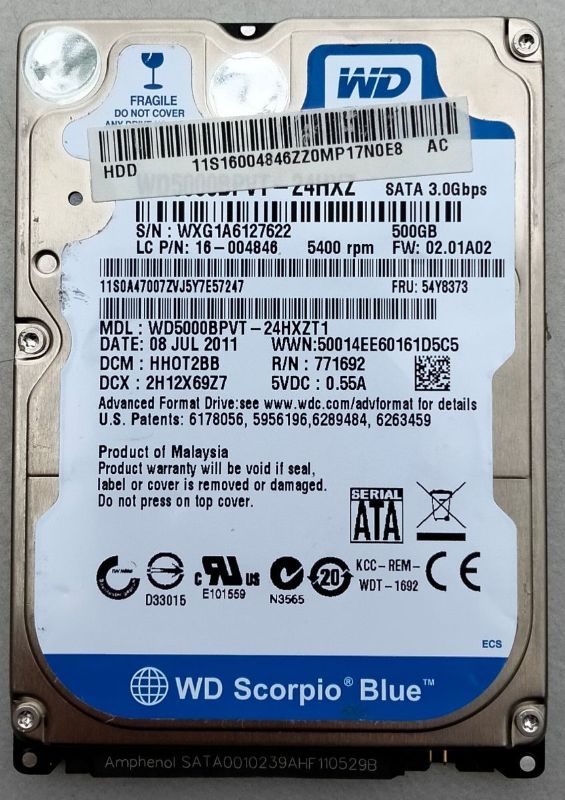 FRAGILE
DO NOT COVER
WD
HDD 11S16004846ZZ0MP17N0E8 AC
WD5000BPVT-24HXZ SATA 3.0Gbps
S/N : WXG1A6127622 500GB
LC P/N: 16-004846 5400 rpm FW: 02.01A02
11S0A47007ZVJ5Y7E57247 FRU: 54Y8373
MDL : WD5000BPVT-24HXZT1
DATE: 08 JUL 2011 WWN:50014EE60161D5C5
DCM : HHOT2BB R/N : 771692
DCX : 2H12X69Z7 5VDC : 0.55A
Advanced Format Drive:see www.wdc.com/advformat for details
U.S. Patents: 6178056, 5956196,6289484, 6263459
Product of Malaysia
Product warranty will be void if seal,
label or cover is removed or damaged.
Do not press on top cover.
SERIAL
ATA
D33015
c RU us
E101559
N3565
20
KCC-REM-
WDT-1692
CE
ECS
WD Scorpio® Blue™
Amphenol SATA0010239AHF110529B